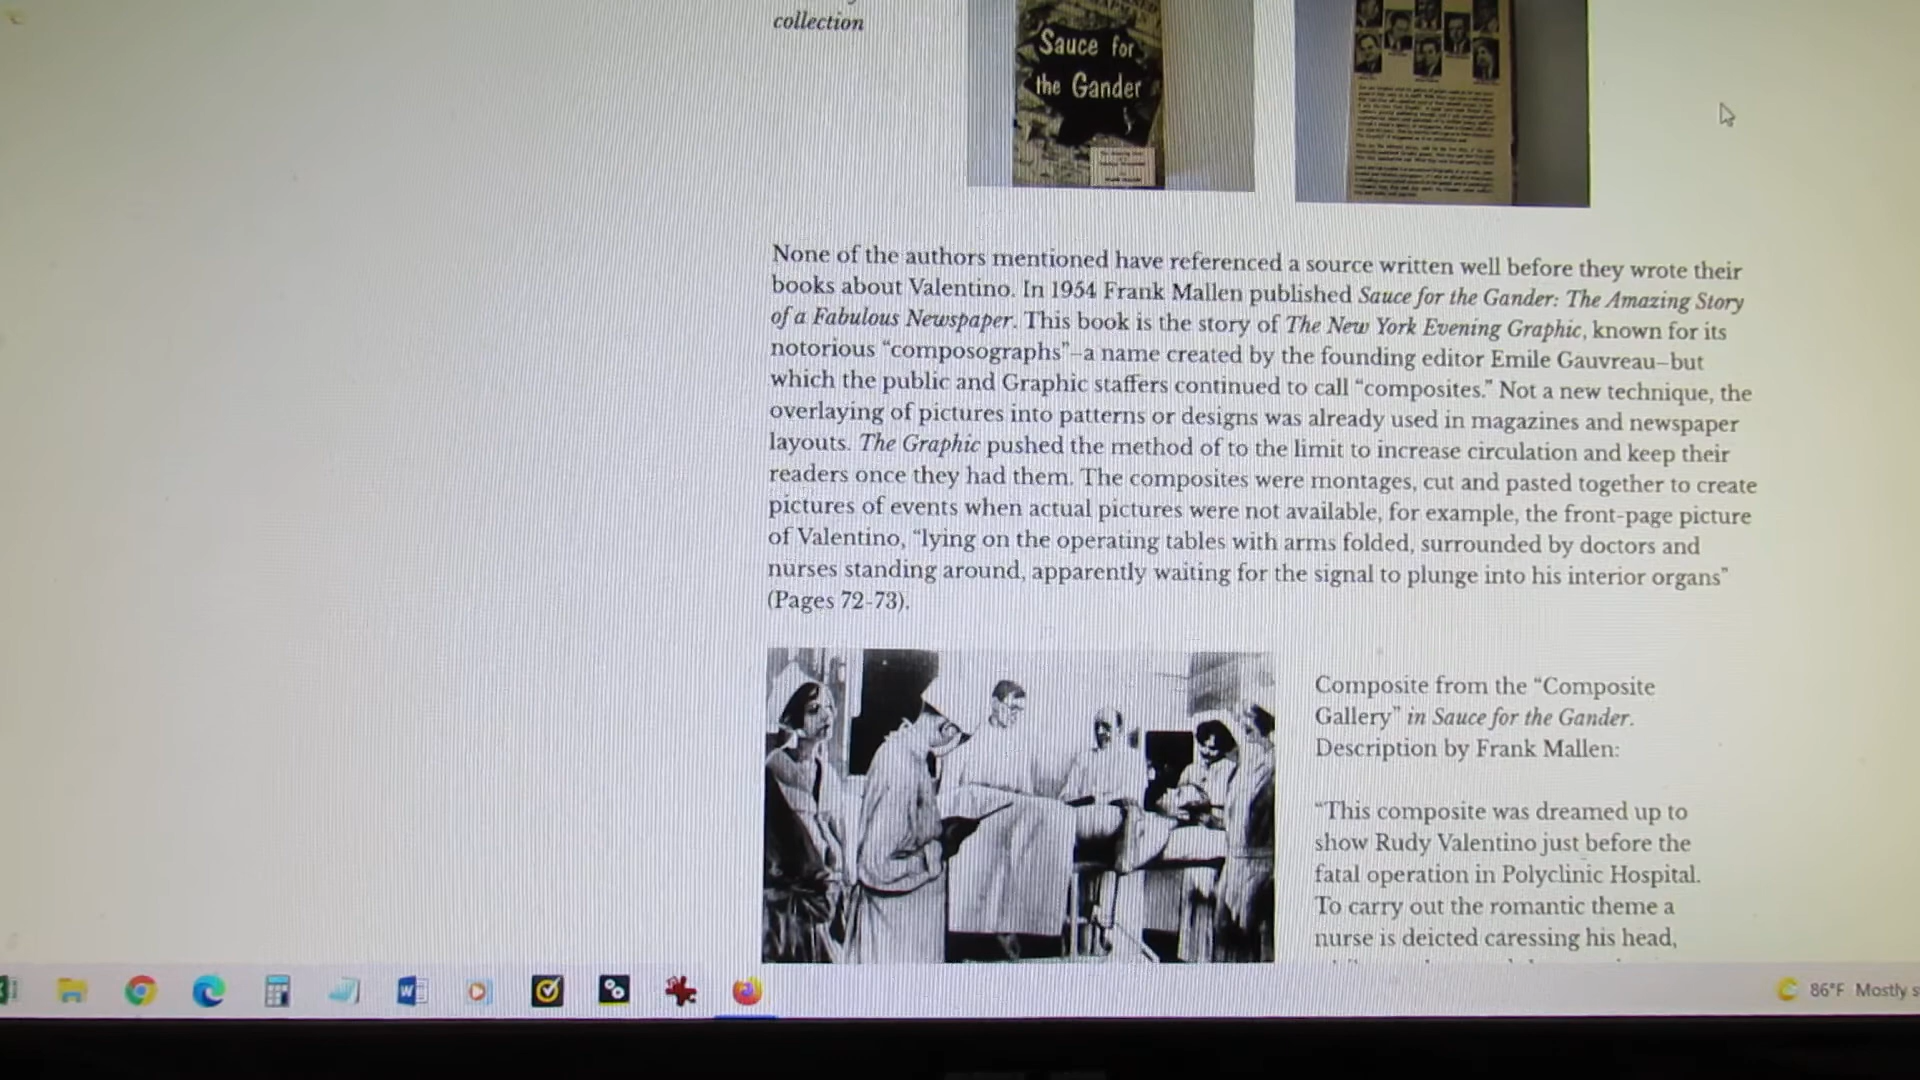 collection
Sauce for
the Gander
None of the authors mentioned have referenced a source written well before they wrote their
books about Valentino. In 1954 Frank Mallen published Sauce for the Gander: The Amazing Story
of a Fabulous Newspaper. This book is the story of The New York Evening Graphic, known for its
notorious “composographs”–a name created by the founding editor Emile Gauvreau–but
which the public and Graphic staffers continued to call “composites.” Not a new technique, the
overlaying of pictures into patterns or designs was already used in magazines and newspaper
layouts. The Graphic pushed the method of to the limit to increase circulation and keep their
readers once they had them. The composites were montages, cut and pasted together to create
pictures of events when actual pictures were not available, for example, the front-page picture
of Valentino, “lying on the operating tables with arms folded, surrounded by doctors and
nurses standing around, apparently waiting for the signal to plunge into his interior organs”
(Pages 72-73).
Composite from the “Composite
Gallery” in Sauce for the Gander.
Description by Frank Mallen:
“This composite was dreamed up to
show Rudy Valentino just before the
fatal operation in Polyclinic Hospital.
To carry out the romantic theme a
nurse is deicted caressing his head,
86°F Mostly s